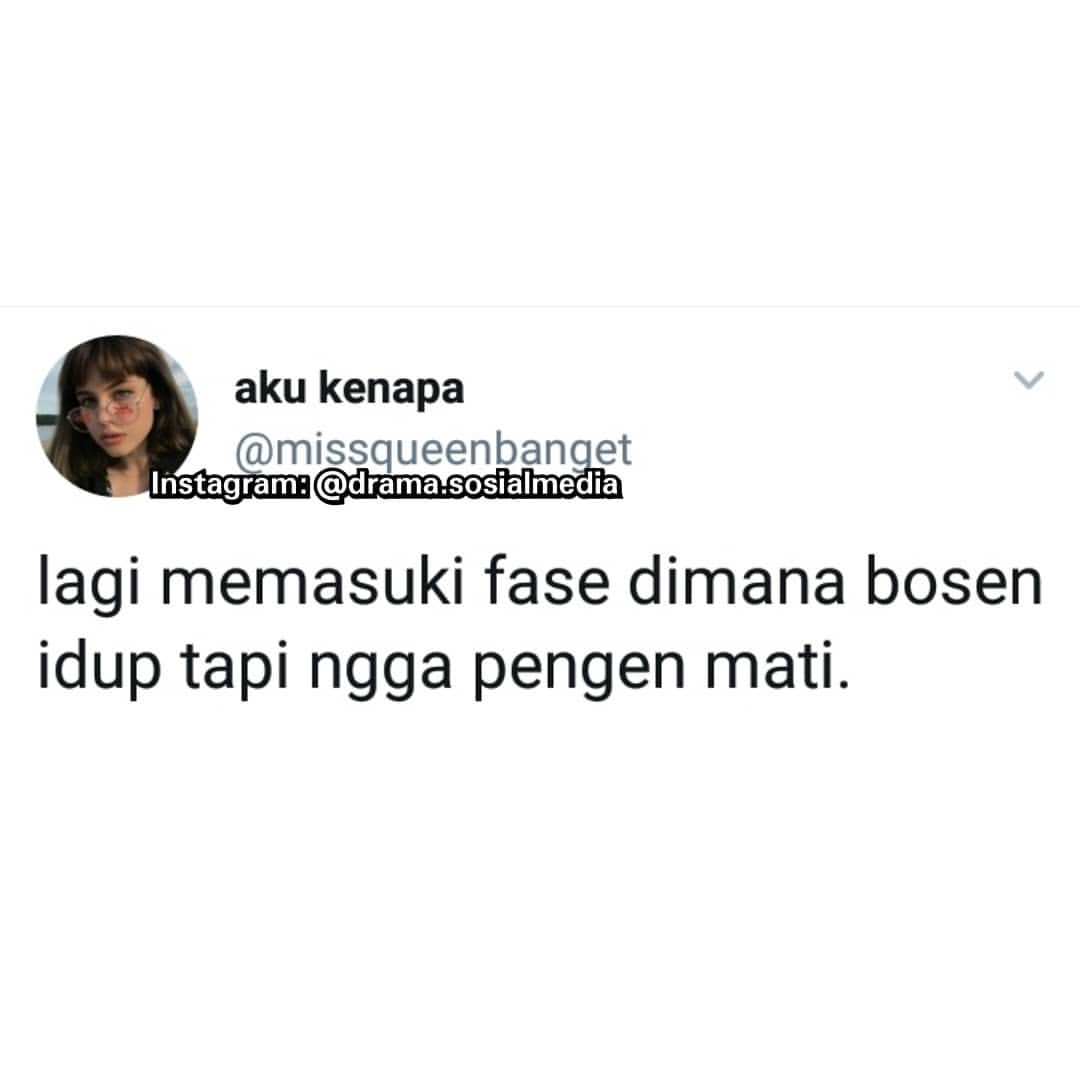 aku kenapa
@missqueenbanget
Instagram: @drama.sosialmedia
lagi memasuki fase dimana bosen
idup tapi ngga pengen mati.